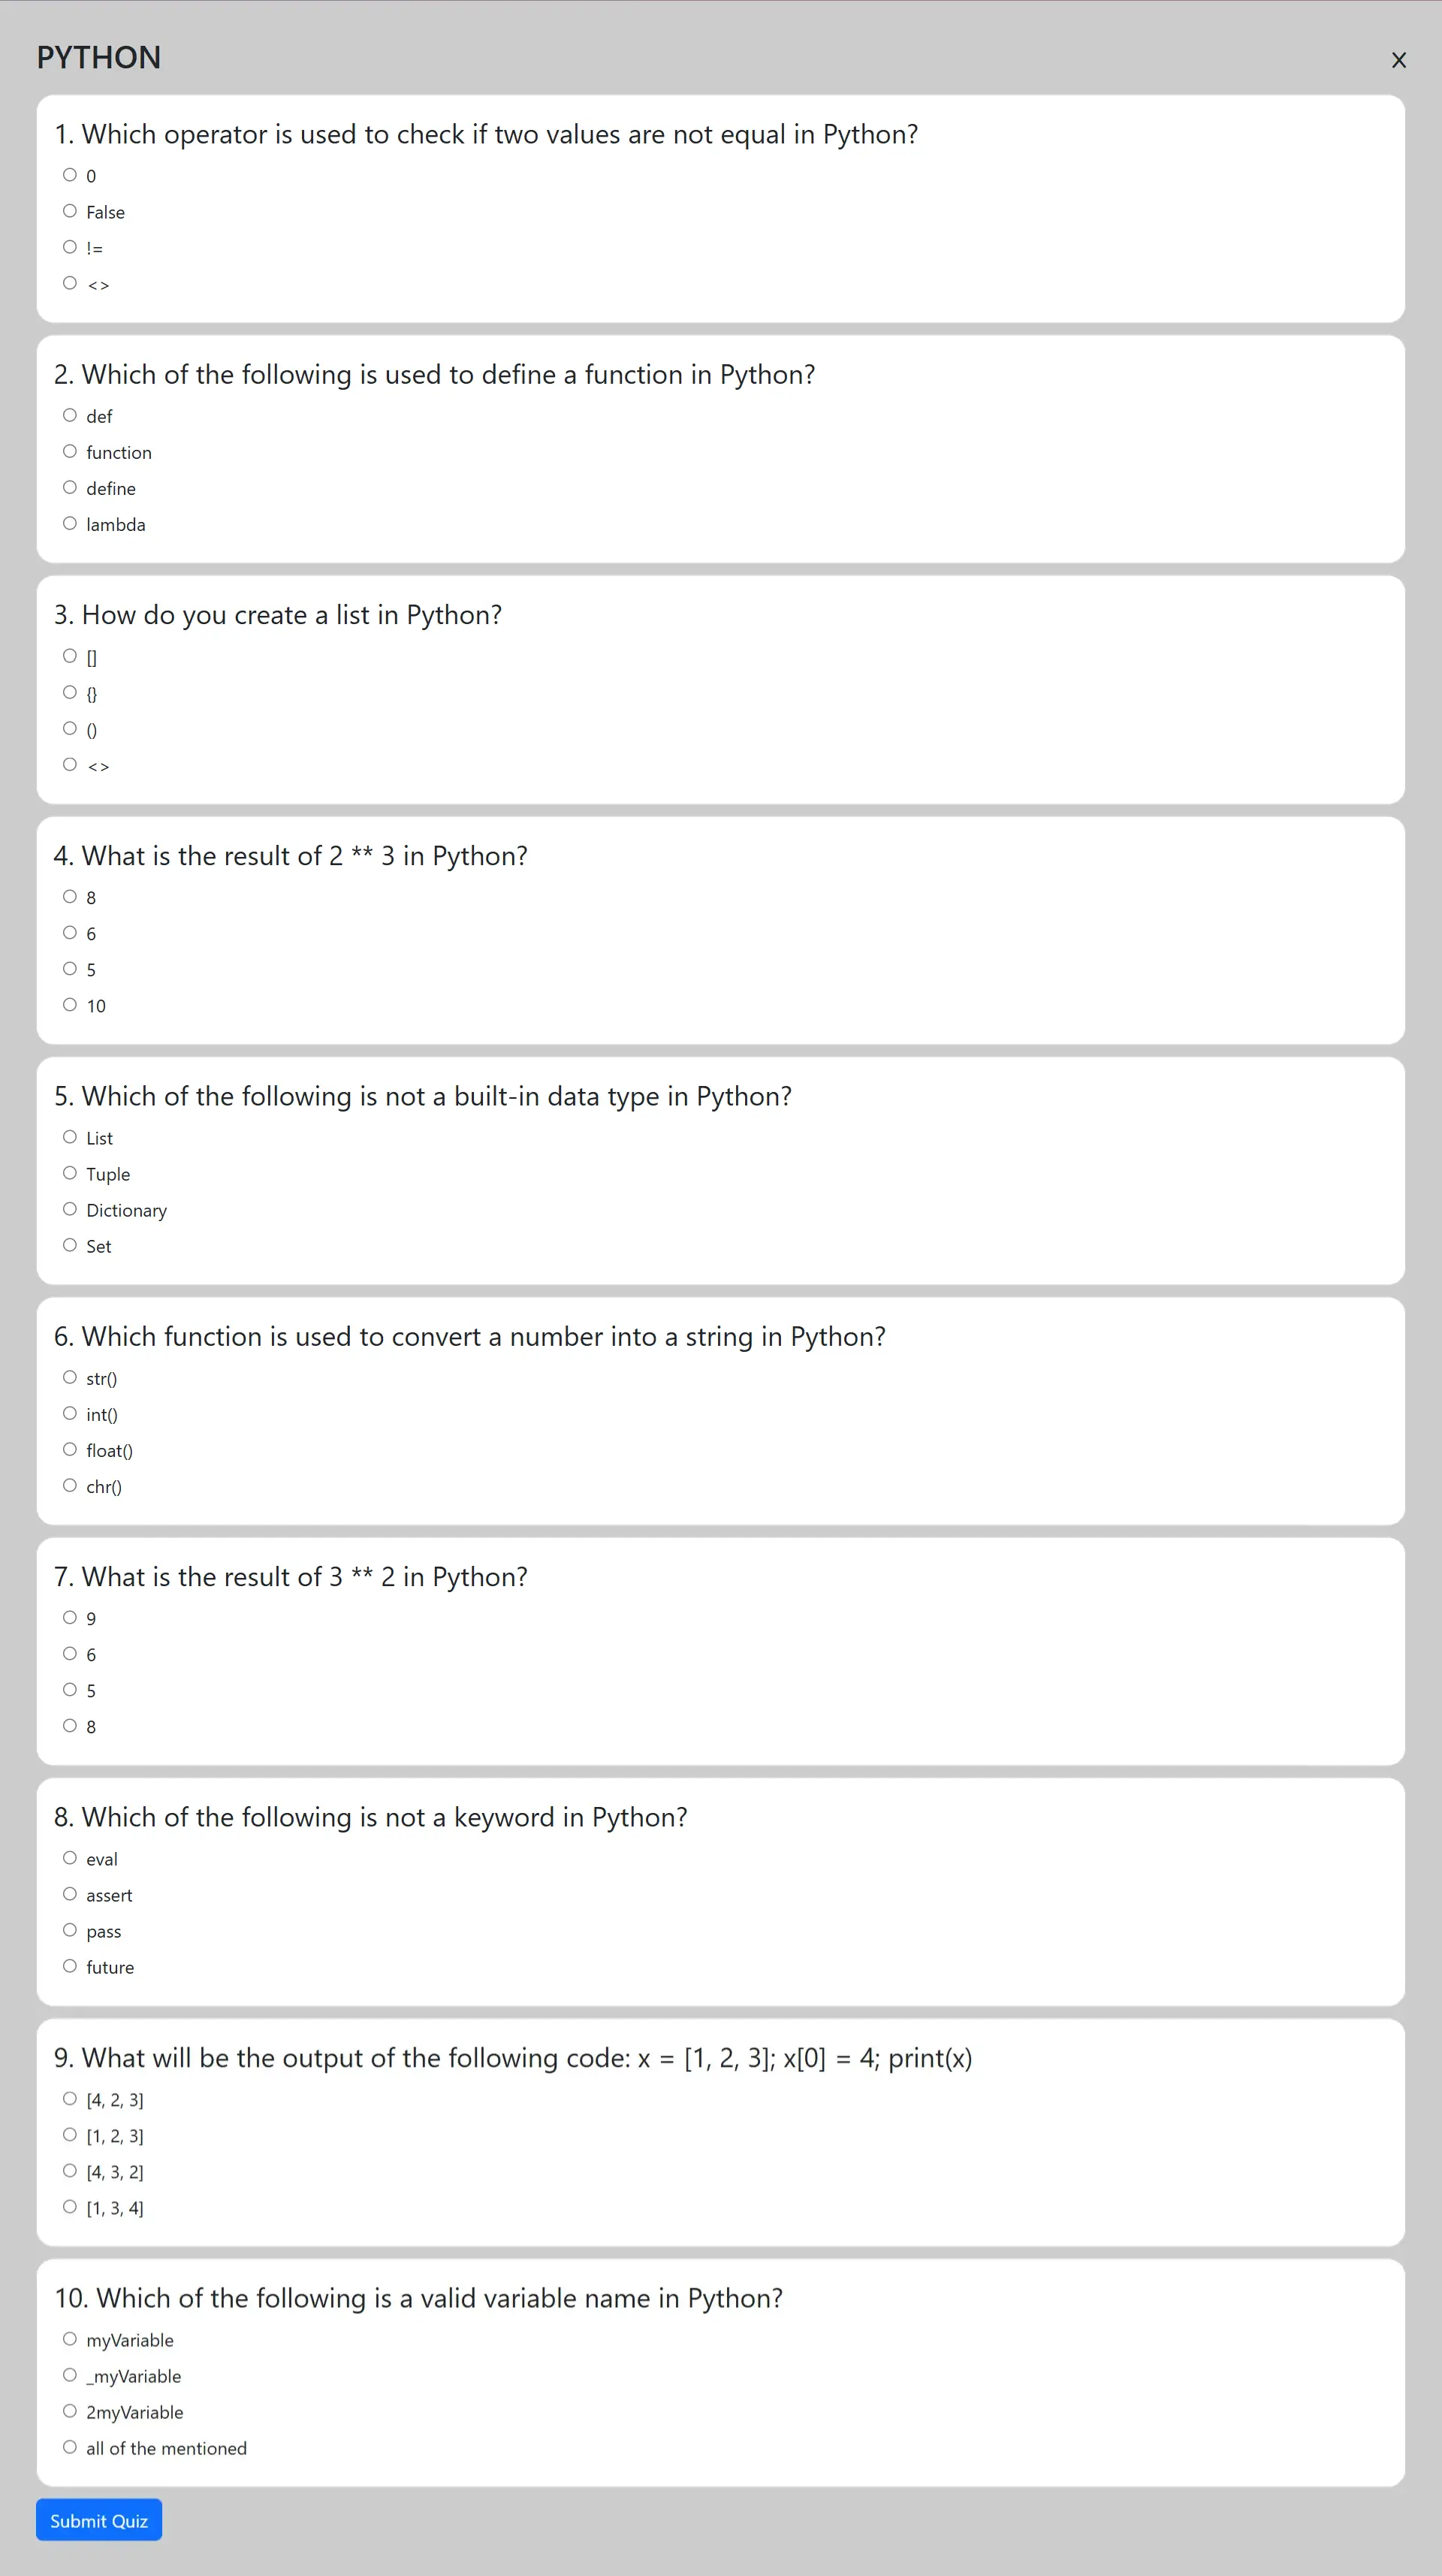 PYTHON
X
1. Which operator is used to check if two values are not equal in Python?
0
False
!=
<>
2. Which of the following is used to define a function in Python?
def
function
define
lambda
3. How do you create a list in Python?
[]
{}
()
<>
4. What is the result of 2 ** 3 in Python?
8
6
5
10
5. Which of the following is not a built-in data type in Python?
List
Tuple
Dictionary
Set
6. Which function is used to convert a number into a string in Python?
str()
int()
float()
chr()
7. What is the result of 3 ** 2 in Python?
9
6
5
8
8. Which of the following is not a keyword in Python?
eval
assert
pass
future
9. What will be the output of the following code: x = [1, 2, 3]; x[0] = 4; print(x)
[4, 2, 3]
[1, 2, 3]
[4, 3, 2]
[1, 3, 4]
10. Which of the following is a valid variable name in Python?
myVariable
_myVariable
2myVariable
all of the mentioned
Submit Quiz